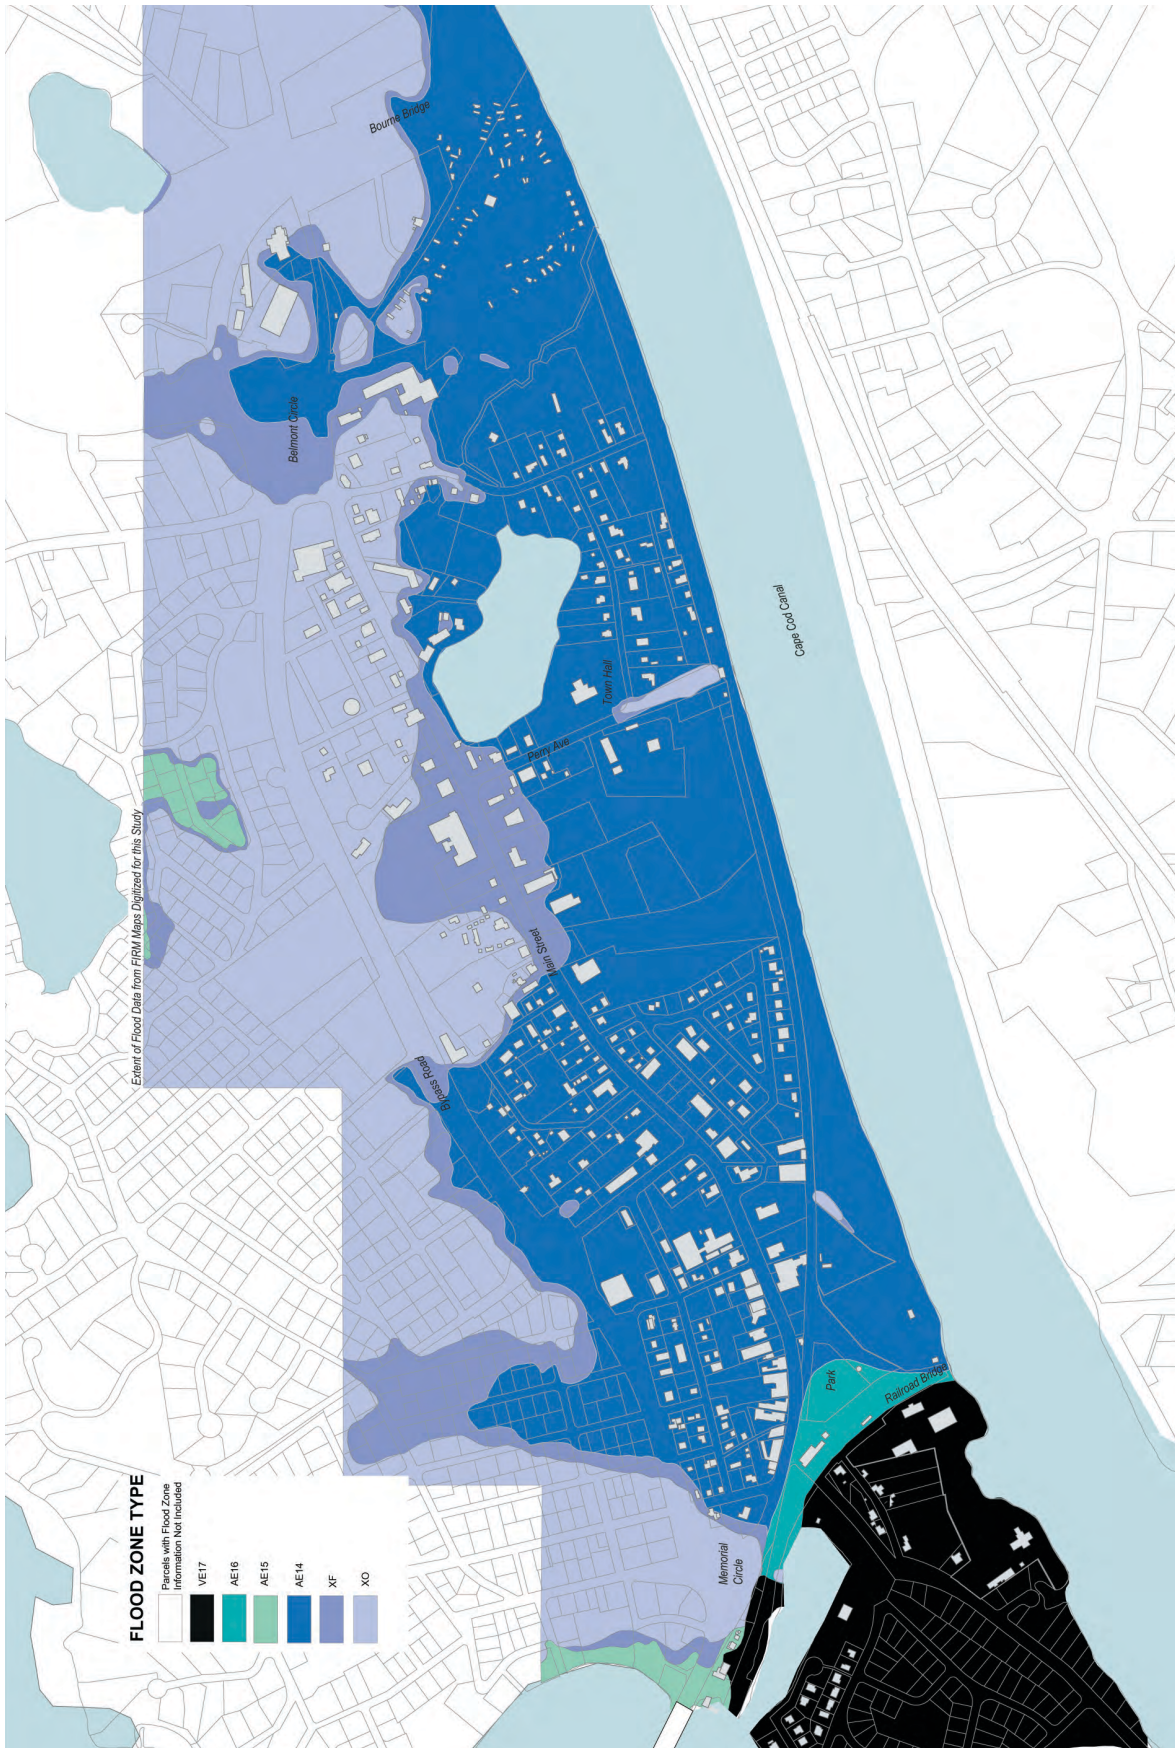 Bourne Bridge
Belmont Circle
Cape Cod Canal
Town Hall
Perry Ave
Extent of Flood Data from FIRM Maps Digitized for this Study
Main Street
Bypass Road
Park
Railroad Bridge
Memorial
Circle
FLOOD ZONE TYPE
Parcels with Flood Zone
Information Not Included
VE17
AE16
AE15
AE14
XF
XO